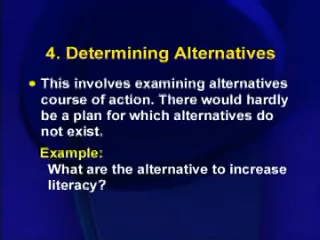 4. Determining Alternatives
This involves examining alternatives
course of action. There would hardly
be a plan for which alternatives do
not exist.
Example:
What are the alternative to increase
literacy?